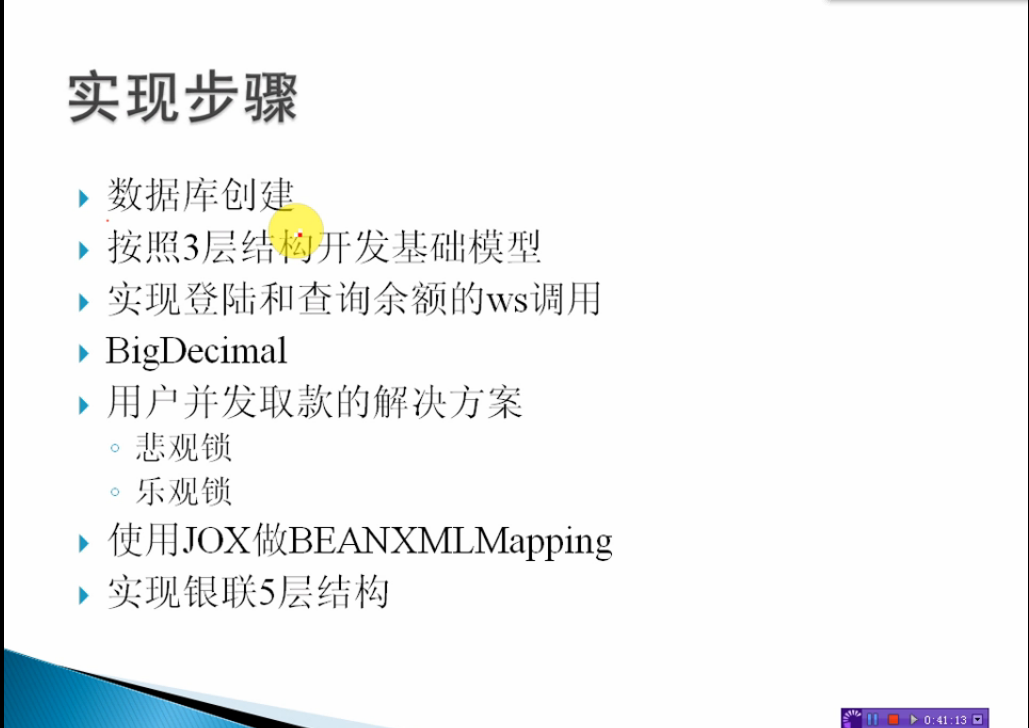 实现步骤
数据库创建
按照3层结构开发基础模型
实现登陆和查询余额的ws调用
BigDecimal
用户并发取款的解决方案
悲观锁
乐观锁
使用JOX做BEANXMLMapping
实现银联5层结构
0:41:13